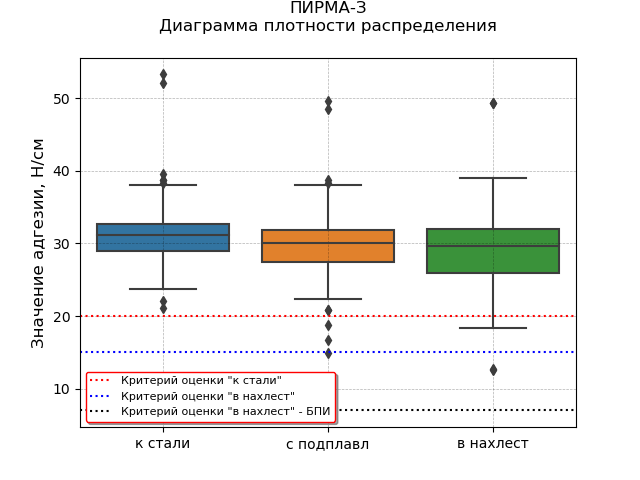 ПИРМА-3
Диаграмма плотности распределения
Значение адгезии, Н/см
50
40
30
20
10
Критерий оценки "к стали"
Критерий оценки "в нахлест"
Критерий оценки "в нахлест" - БПИ
к стали
с подплавл
в нахлест